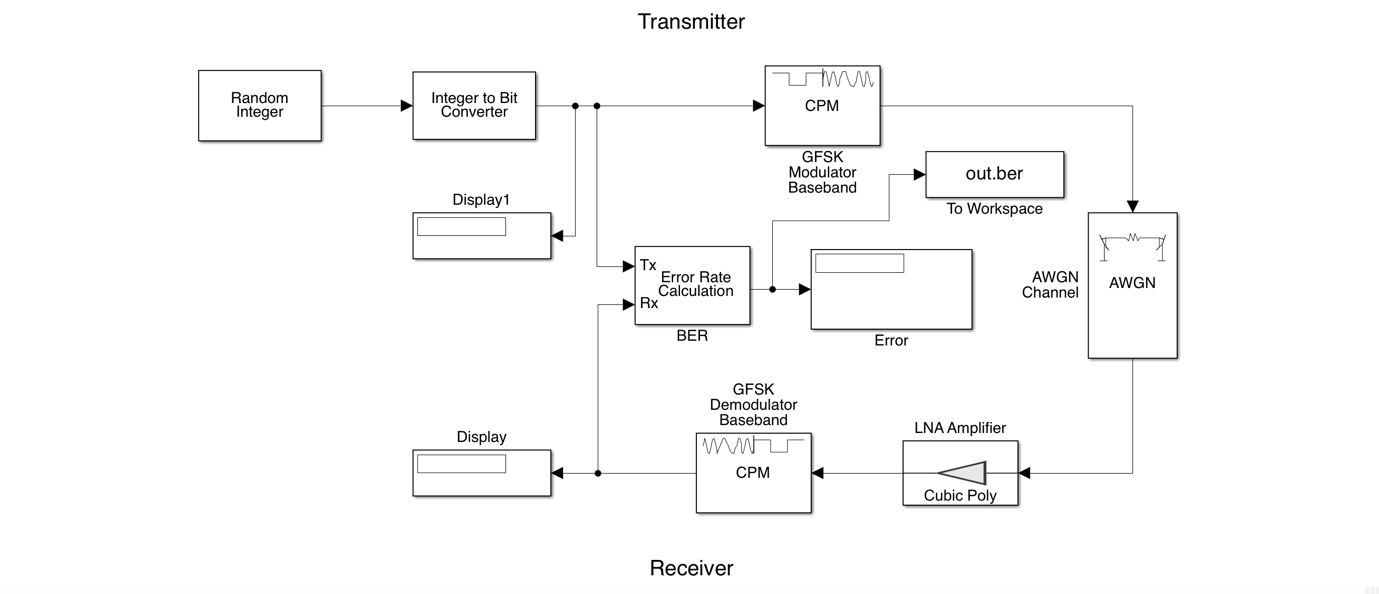 Transmitter
Random
Integer
Integer to Bit
Converter
CPM
GFSK
Modulator
Baseband
out.ber
To Workspace
Display1
Tx
Error Rate
Calculation
Rx
BER
Error
AWGN
Channel
AWGN
GFSK
Demodulator
Baseband
CPM
LNA Amplifier
Cubic Poly
Display
Receiver